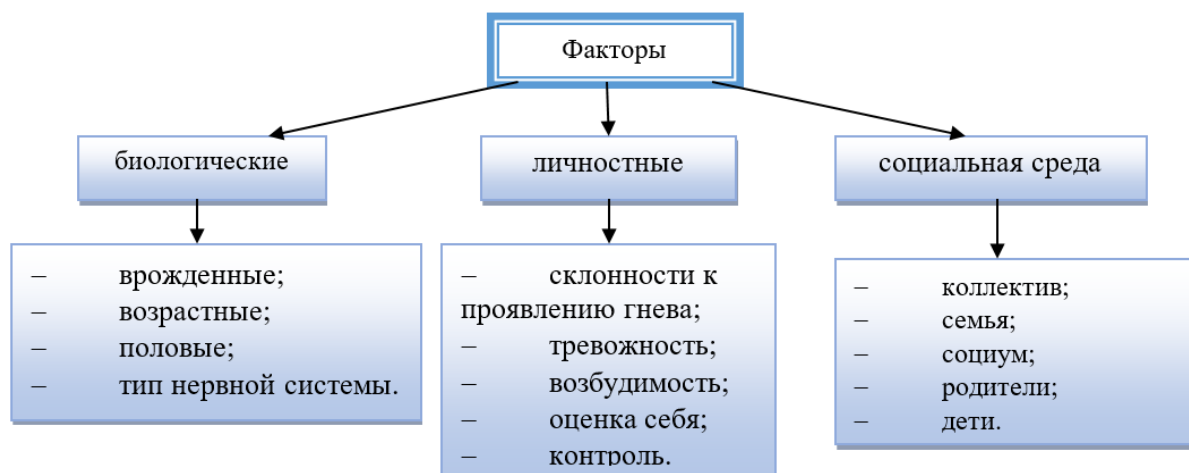 Факторы
биологические
личностные
социальная среда
– врожденные;
– возрастные;
– половые;
– тип нервной системы.
– склонности к
проявлению гнева;
– тревожность;
– возбудимость;
– оценка себя;
– контроль.
– коллектив;
– семья;
– социум;
– родители;
– дети.